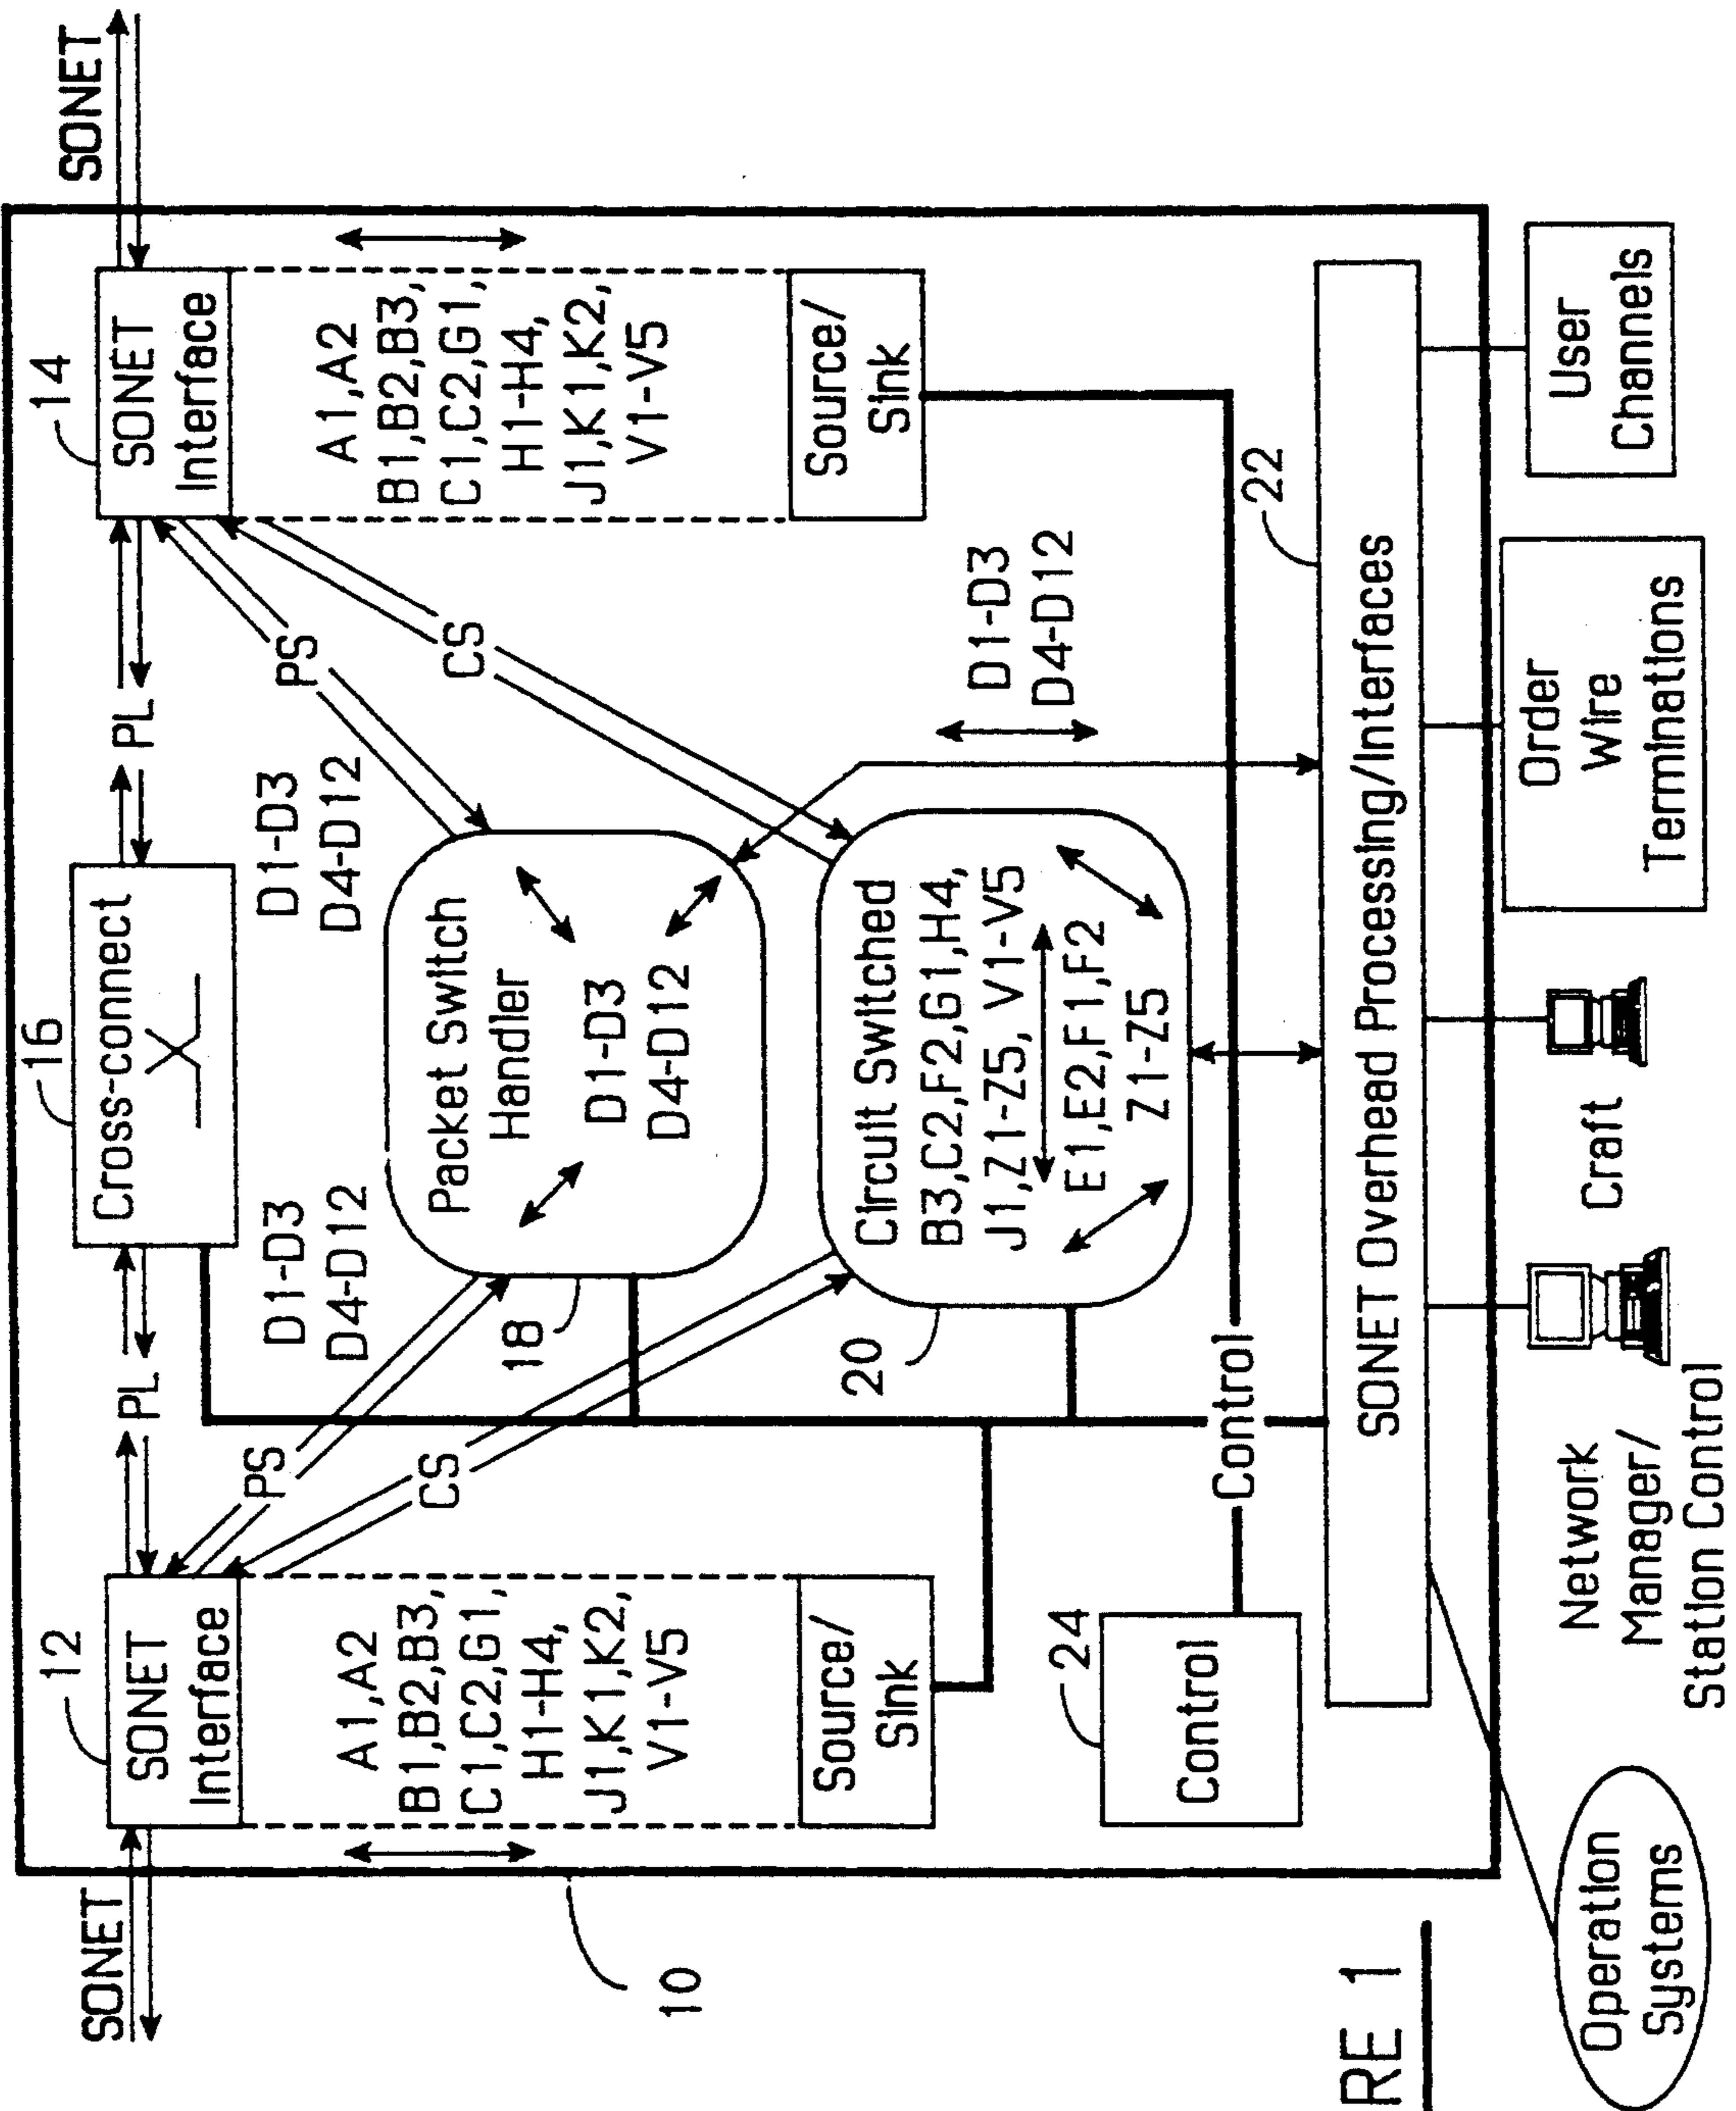 SONET
SONET
12
SONET
Interface
A1,A2
B1,B2,B3,
C1,C2,G1,
H1-H4,
J1,K1,K2,
V1-V5
Source/
Sink
PL
16
Cross-connect
PL
14
SONET
Interface
A1,A2
B1,B2,B3,
C1,C2,G1,
H1-H4,
J1,K1,K2,
V1-V5
Source/
Sink
PS
CS
D1-D3
D4-D12
D1-D3
D4-D12
PS
CS
18
Packet Switch
Handler
D1-D3
D4-D12
20
Circuit Switched
B3,C2,F2,G1,H4,
J1,Z1-Z5, V1-V5
E1,E2,F1,F2
Z1-Z5
D1-D3
D4-D12
10
24
Control
Control
22
SONET Overhead Processing/Interfaces
Operation
Systems
Network
Manager/
Station Control
Craft
Order
Wire
Terminations
User
Channels
RE 1